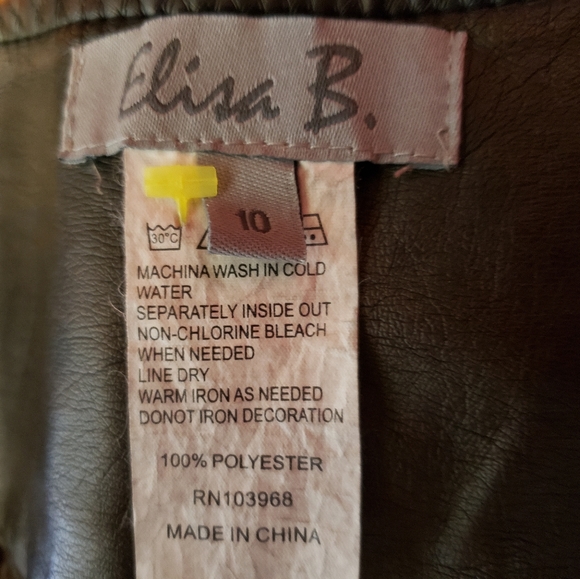 Elisa B.
10
30°C
MACHINA WASH IN COLD
WATER
SEPARATELY INSIDE OUT
NON-CHLORINE BLEACH
WHEN NEEDED
LINE DRY
WARM IRON AS NEEDED
DONOT IRON DECORATION
100% POLYESTER
RN103968
MADE IN CHINA